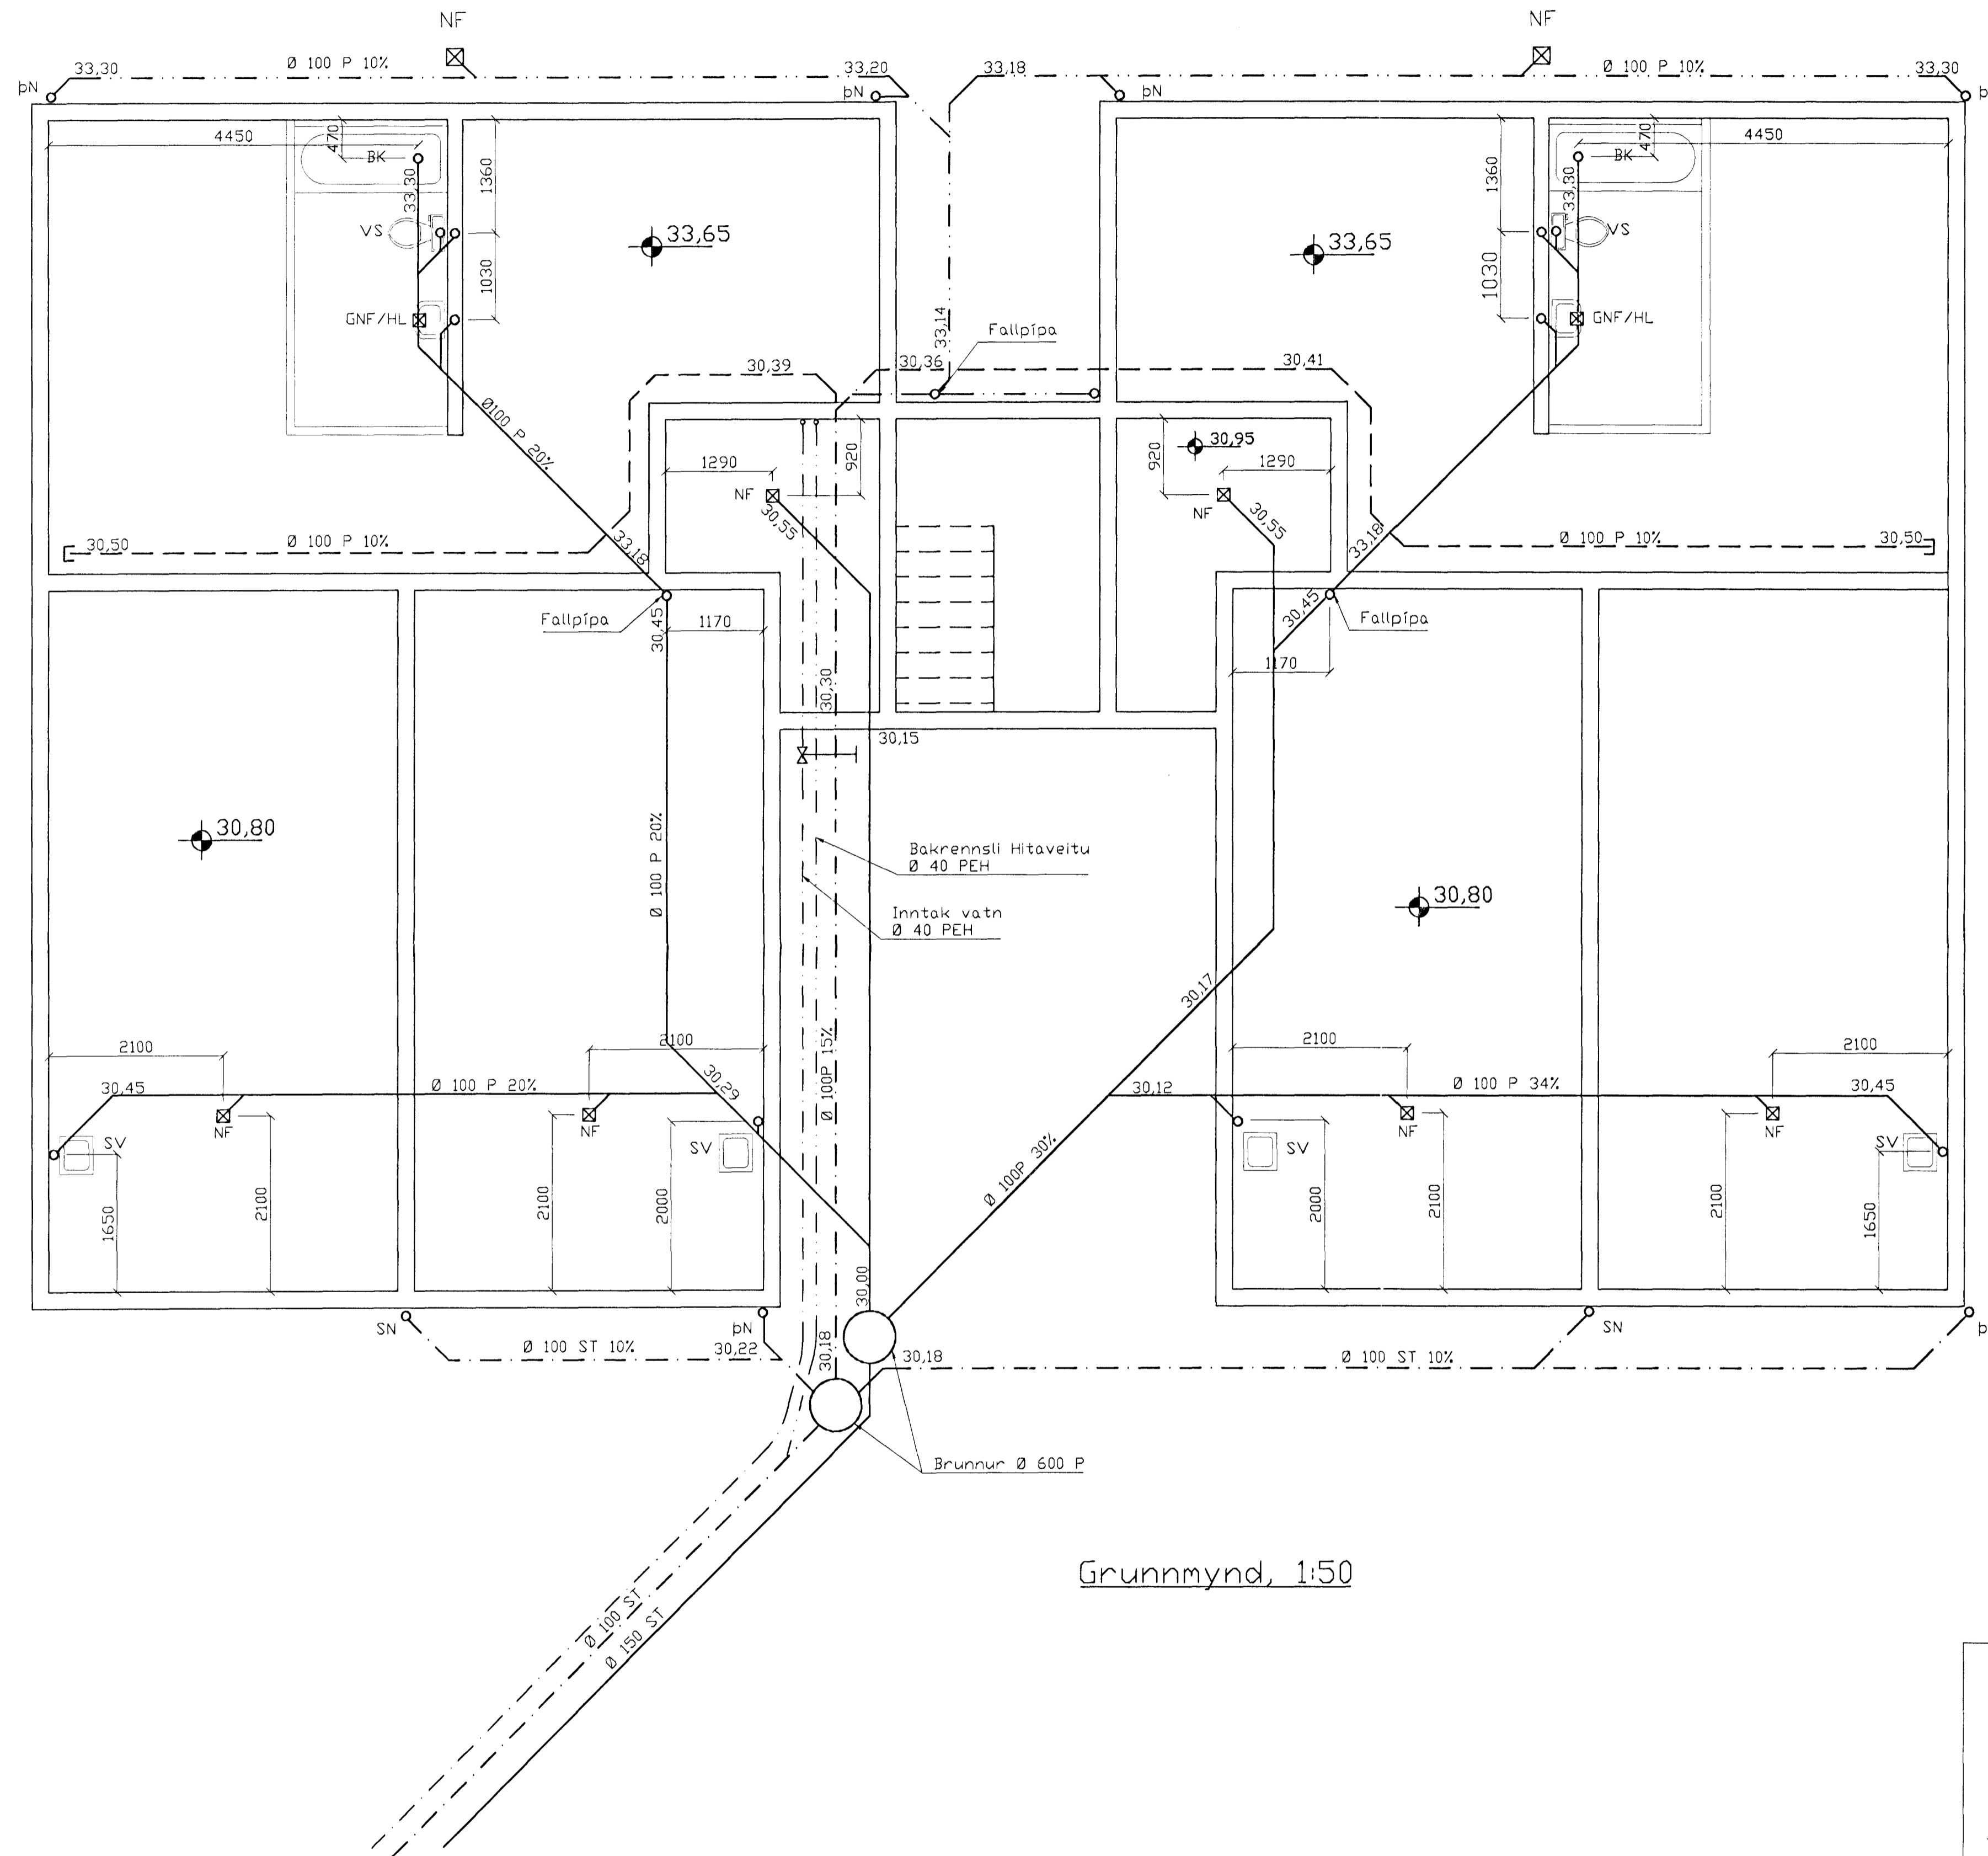 NF
NF
33,30
Ø 100 P 10%
33,20
33,18
Ø 100 P 10%
33,30
þN
þN
þN
þ
4450
470
BK
33,30
1360
VS
1030
GNF/HL
33,65
33,14
Fallpípa
33,65
1360
1030
470
BK
33,30
4450
VS
GNF/HL
30,39
30,36
30,41
Ø100 P 20%
1290
920
NF
30,55
30,95
920
1290
NF
30,55
30,50
Ø 100 P 10%
33,18
33,18
Ø 100 P 10%
30,50
Fallpípa
30,45
1170
30,45
Fallpípa
1170
30,30
30,15
30,80
Ø 100 P 20%
Bakrennsli Hitaveitu
Ø 40 PEH
Inntak vatn
Ø 40 PEH
30,80
30,17
2100
2100
2100
2100
30,45
Ø 100 P 20%
30,29
Ø 100P 15%
30,12
Ø 100 P 34%
30,45
NF
NF
NF
NF
SV
SV
SV
SV
1650
2100
2100
2000
Ø 100P 30%
2000
2100
2100
1650
30,00
SN
þN
SN
þ
Ø 100 ST 10%
30,22
30,18
30,18
Ø 100 ST 10%
Brunnur Ø 600 P
Grunnmynd, 1:50
Ø 100 ST
Ø 150 ST